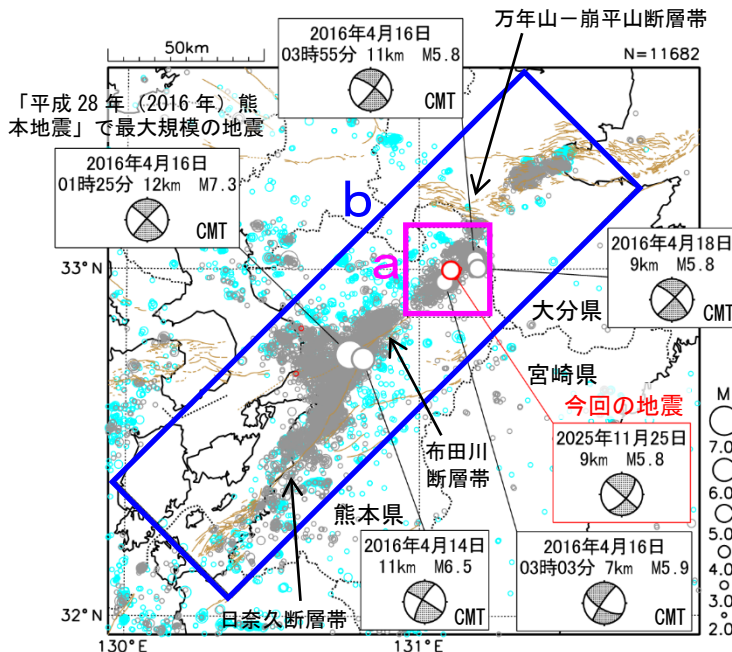 50km
2016年4月16日
03時55分 11km M5.8
CMT
万年山－崩平山断層帯
N=11682
「平成 28 年（2016 年）熊
本地震」で最大規模の地震
2016年4月16日
01時25分 12km M7.3
CMT
b
a
2016年4月18日
9km M5.8
CMT
33°N
大分県
宮崎県
今回の地震
2025年11月25日
9km M5.8
布田川
断層帯
熊本県
2016年4月14日
11km M6.5
CMT
2016年4月16日
03時03分 7km M5.9
CMT
日奈久断層帯
32°N
130°E
131°E
M
7.0
6.0
5.0
4.0
3.0
2.0